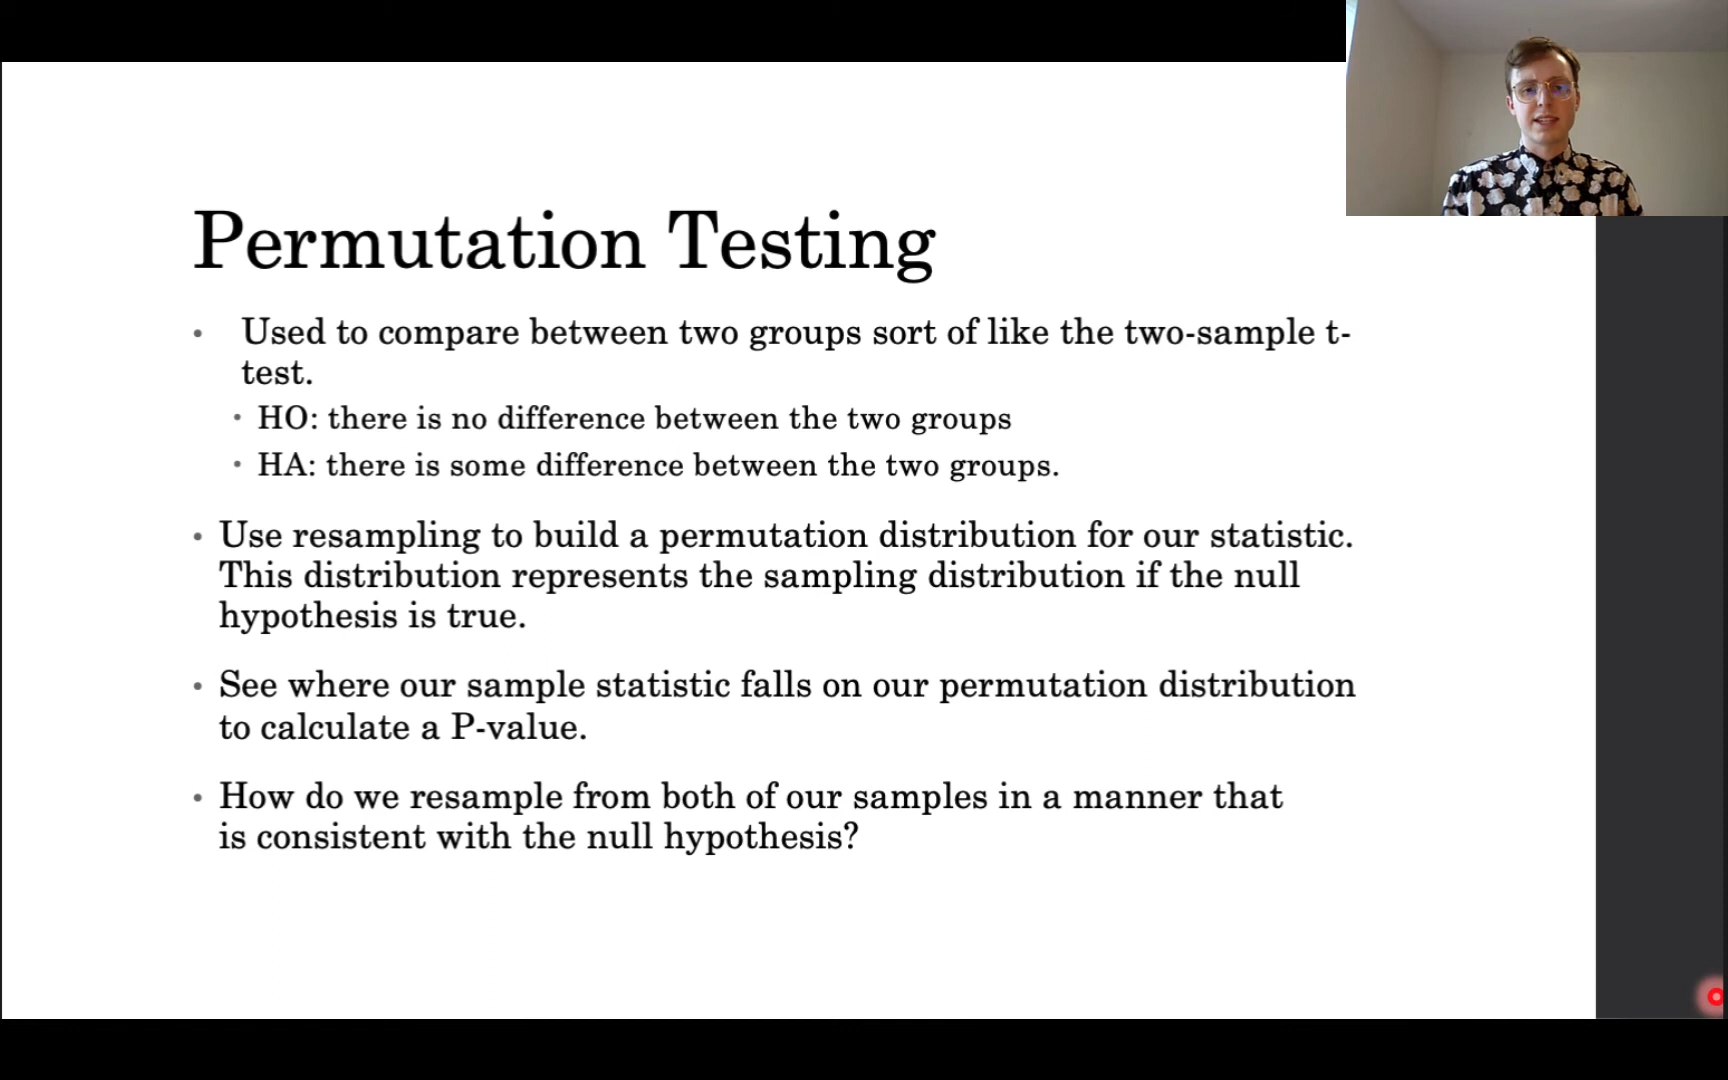 Permutation Testing
• Used to compare between two groups sort of like the two-sample t-
test.
• HO: there is no difference between the two groups
• HA: there is some difference between the two groups.
• Use resampling to build a permutation distribution for our statistic.
This distribution represents the sampling distribution if the null
hypothesis is true.
• See where our sample statistic falls on our permutation distribution
to calculate a P-value.
• How do we resample from both of our samples in a manner that
is consistent with the null hypothesis?